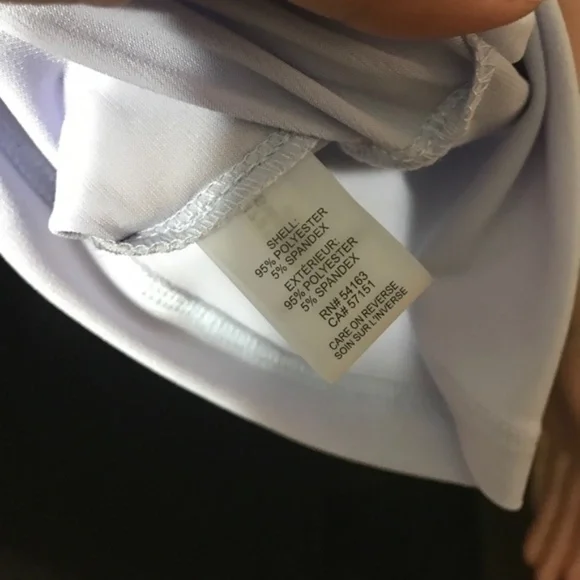 SHELL:
95% POLYESTER
5% SPANDEX
EXTÉRIEUR:
95% POLYESTER
5% SPANDEX
RN# 54163
CA# 57151
CARE ON REVERSE
SOIN SUR L'INVERSE